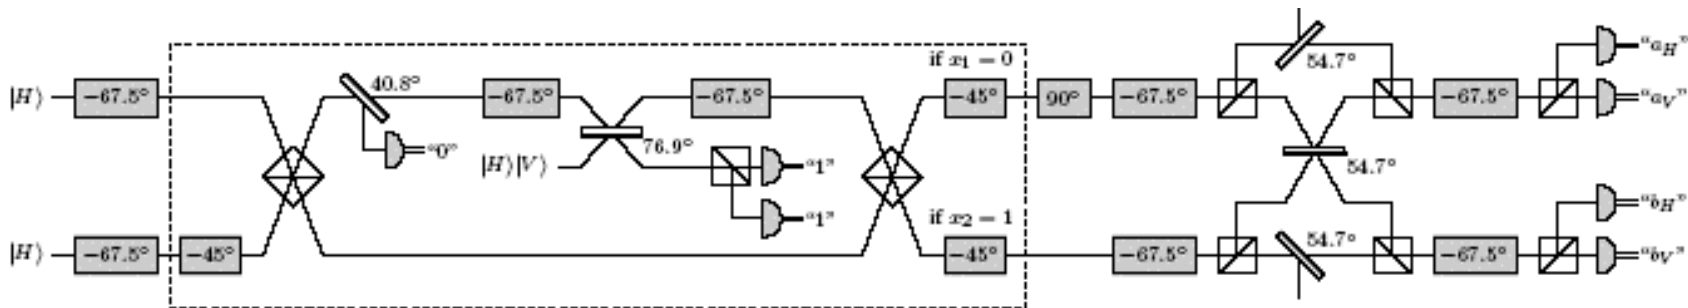 if x₁ = 0
"a_H"
40.8°
54.7°
|H⟩ −67.5° −67.5° −67.5° −45° 90° −67.5° −67.5° "a_V"
"0"
76.9°
|H⟩|V⟩ "1"
54.7°
"b_H"
if x₂ = 1
"1"
54.7°
|H⟩ −67.5° −45° −45° −67.5° −67.5° "b_V"